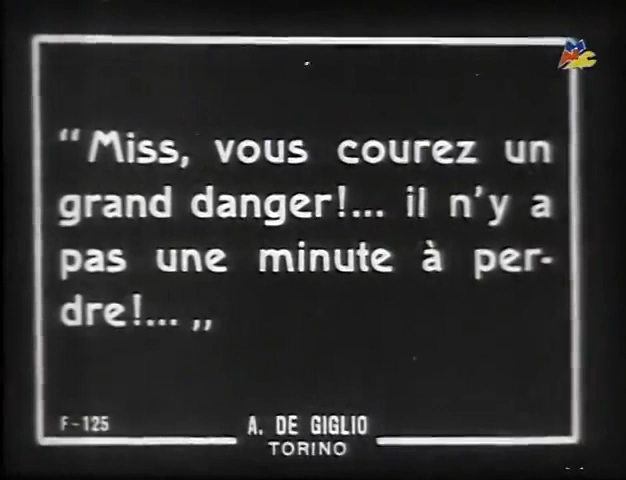 “Miss, vous courez un
grand danger!... il n'y a
pas une minute à per-
dre!... „
F-125
A. DE GIGLIO
TORINO